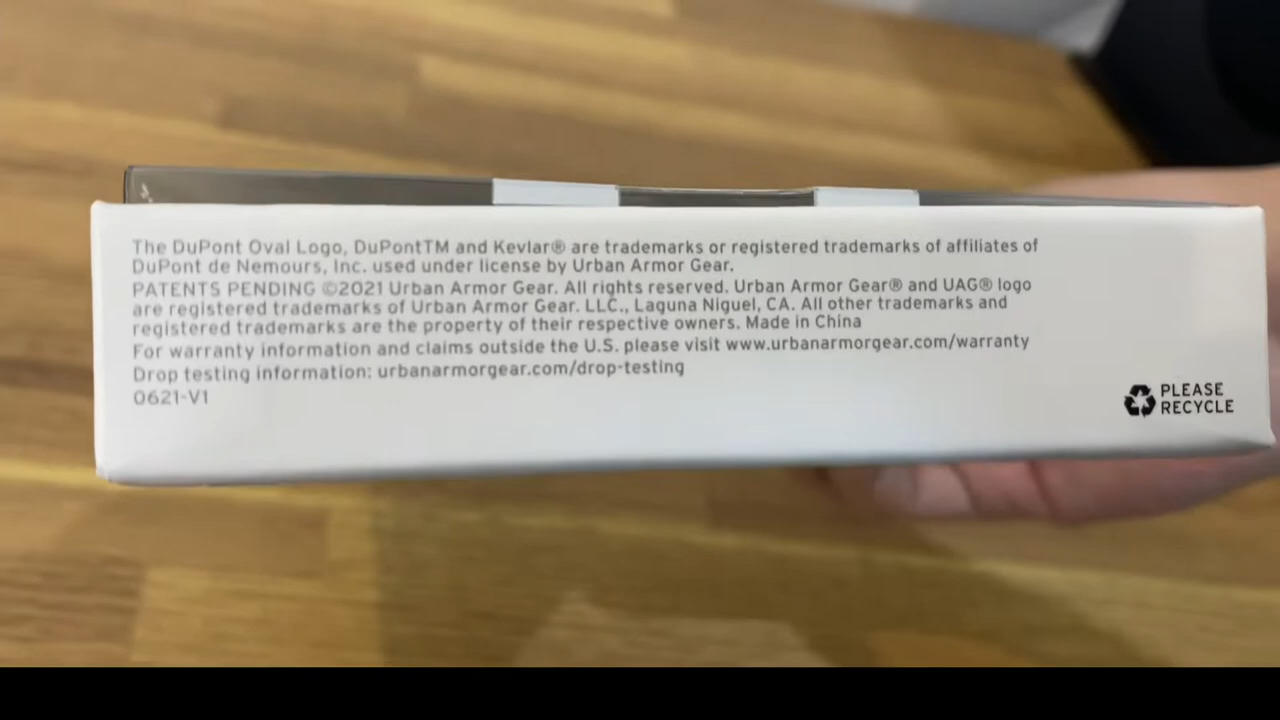 The DuPont Oval Logo, DuPontTM and Kevlar® are trademarks or registered trademarks of affiliates of
DuPont de Nemours, Inc. used under license by Urban Armor Gear.
PATENTS PENDING ©2021 Urban Armor Gear. All rights reserved. Urban Armor Gear® and UAG® logo
are registered trademarks of Urban Armor Gear. LLC., Laguna Niguel, CA. All other trademarks and
registered trademarks are the property of their respective owners. Made in China
For warranty information and claims outside the U.S. please visit www.urbanarmorgear.com/warranty
Drop testing information: urbanarmorgear.com/drop-testing
0621-V1
PLEASE
RECYCLE